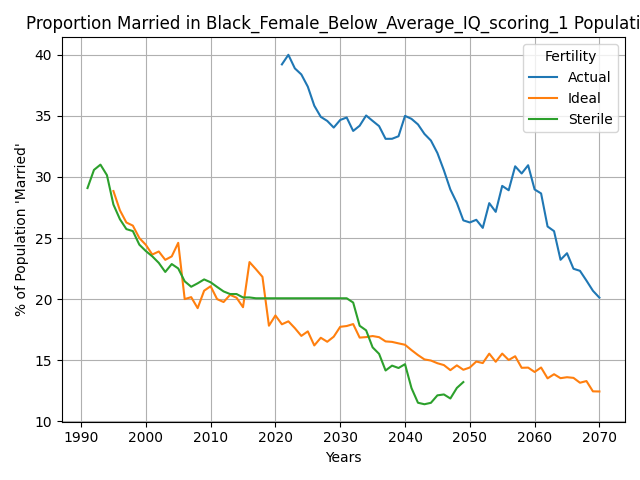 Proportion Married in Black_Female_Below_Average_IQ_scoring_1 Populati
% of Population 'Married'
40
35
30
25
20
15
10
Fertility
Actual
Ideal
Sterile
1990 2000 2010 2020 2030 2040 2050 2060 2070
Years